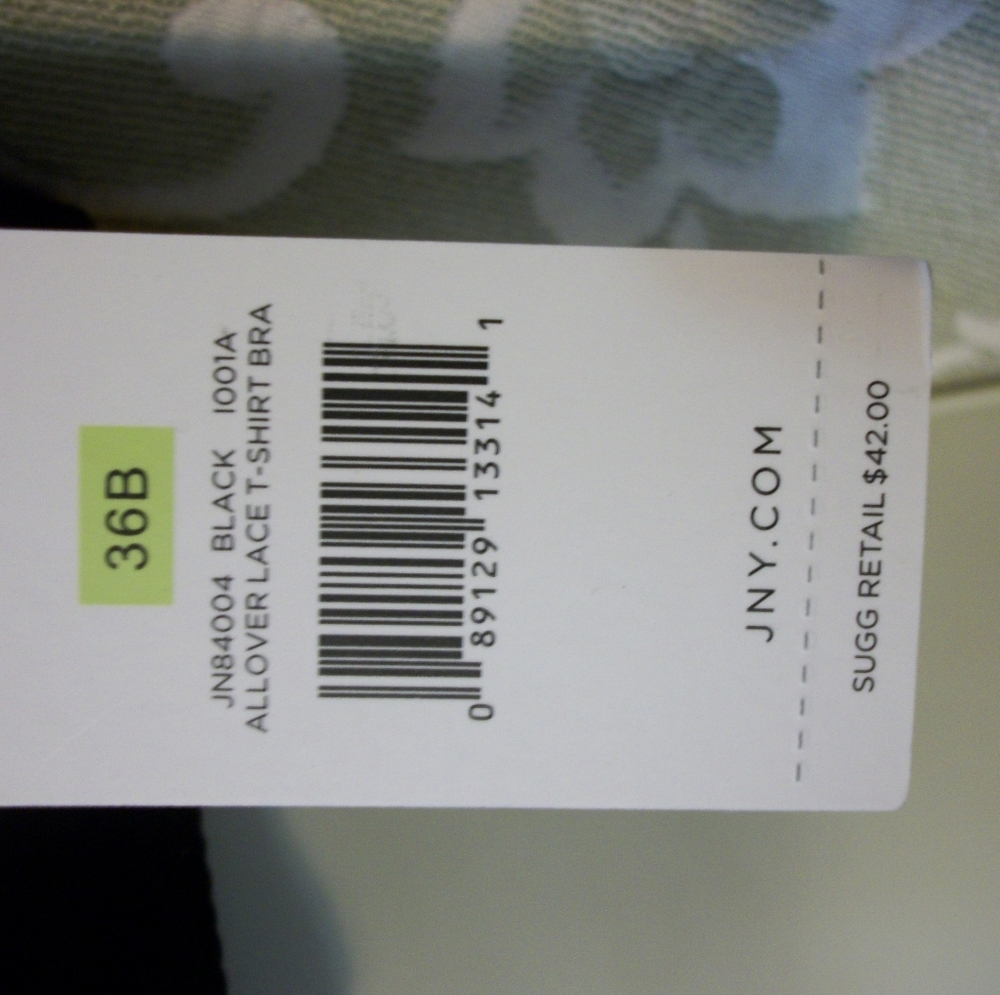 36B
JN84004 BLACK 1001A
ALLOVER LACE T-SHIRT BRA
0 89129 13314 1
JNY.COM
SUGG RETAIL $42.00